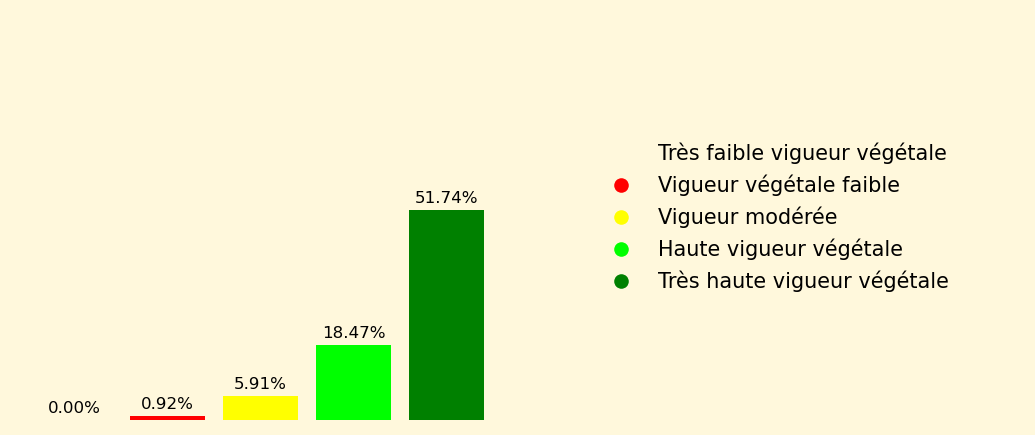 0.00%
0.92%
5.91%
18.47%
51.74%
Très faible vigueur végétale
Vigueur végétale faible
Vigueur modérée
Haute vigueur végétale
Très haute vigueur végétale